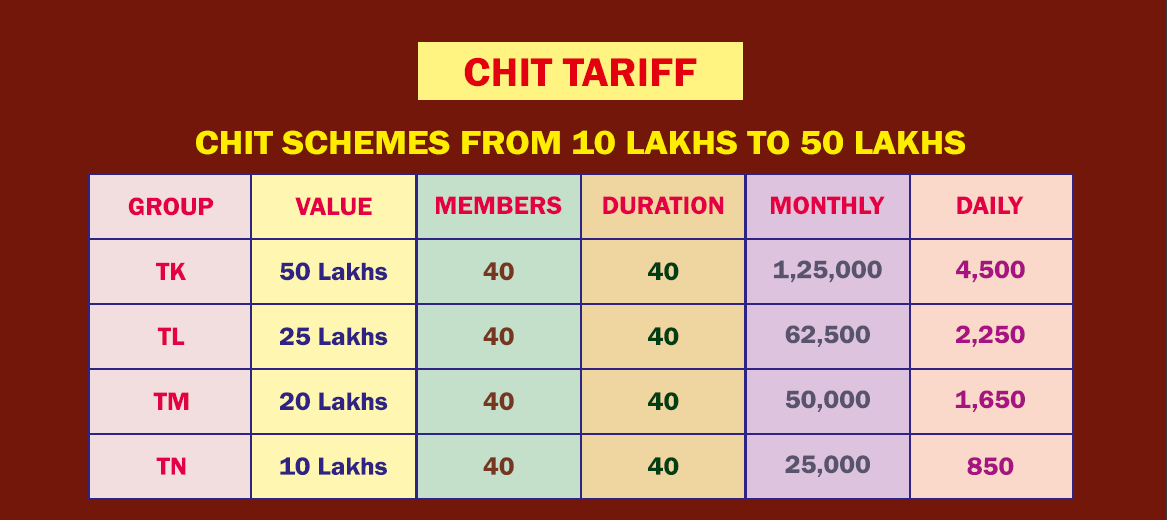 CHIT TARIFF
CHIT SCHEMES FROM 10 LAKHS TO 50 LAKHS
GROUP VALUE MEMBERS DURATION MONTHLY DAILY
TK 50 Lakhs 40 40 1,25,000 4,500
TL 25 Lakhs 40 40 62,500 2,250
TM 20 Lakhs 40 40 50,000 1,650
TN 10 Lakhs 40 40 25,000 850